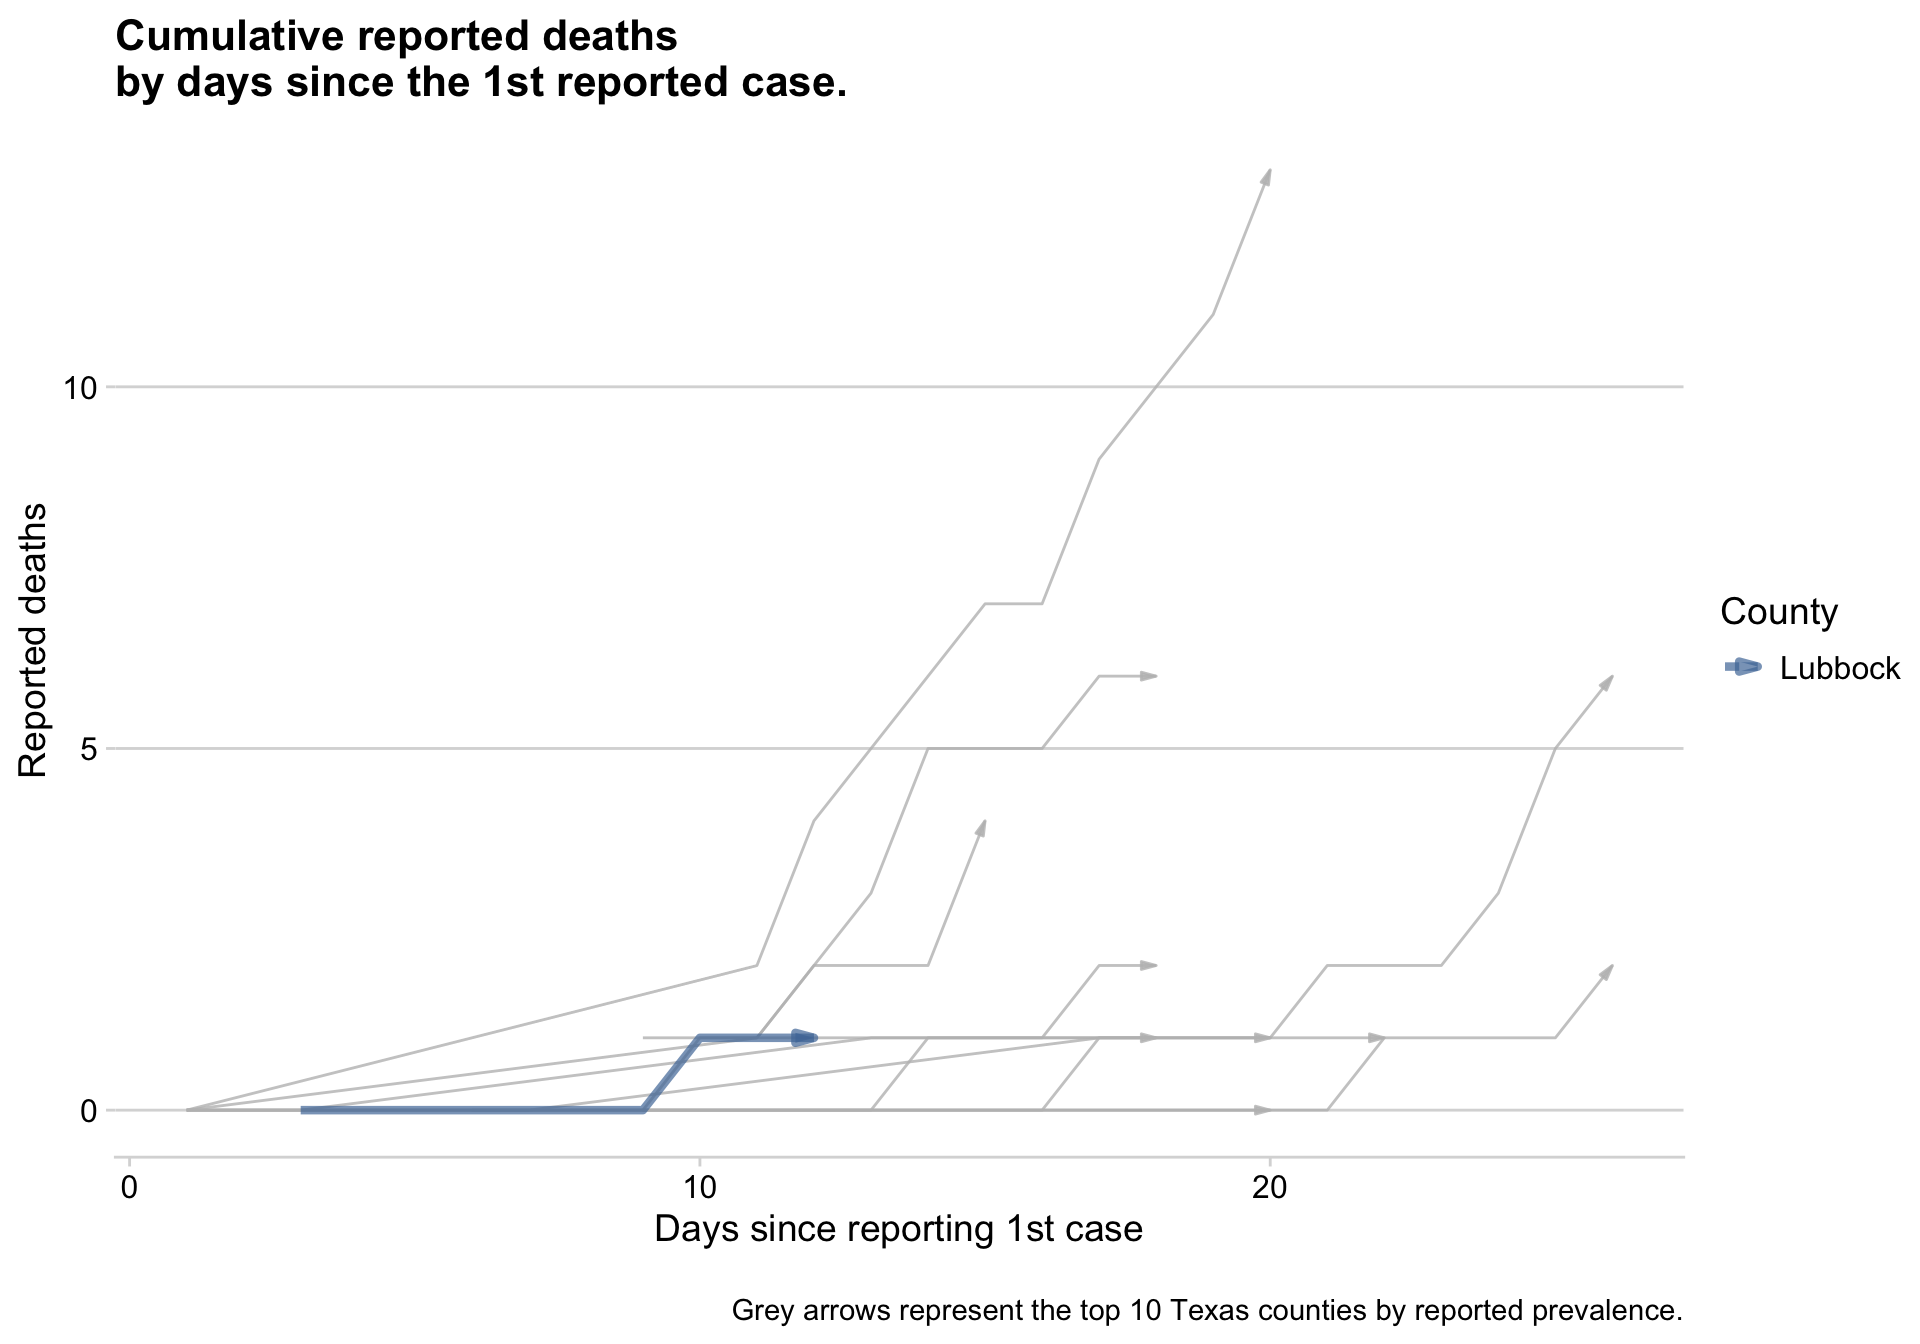 Cumulative reported deaths
by days since the 1st reported case.
Reported deaths
10
5
0
0
10
20
Days since reporting 1st case
County
Lubbock
Grey arrows represent the top 10 Texas counties by reported prevalence.